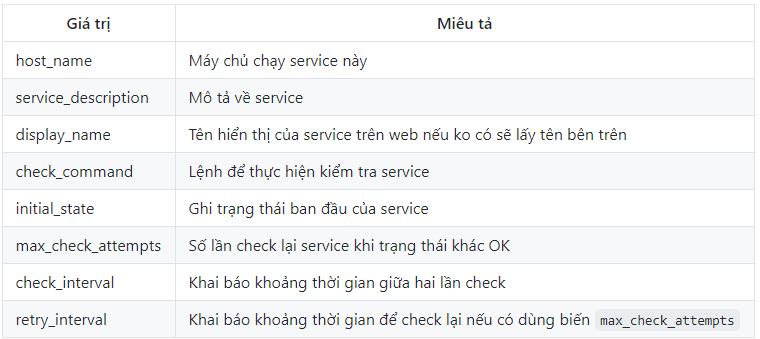 Giá trị Miêu tả
host_name Máy chủ chạy service này
service_description Mô tả về service
display_name Tên hiển thị của service trên web nếu ko có sẽ lấy tên bên trên
check_command Lệnh để thực hiện kiểm tra service
initial_state Ghi trạng thái ban đầu của service
max_check_attempts Số lần check lại service khi trạng thái khác OK
check_interval Khai báo khoảng thời gian giữa hai lần check
retry_interval Khai báo khoảng thời gian để check lại nếu có dùng biến max_check_attempts